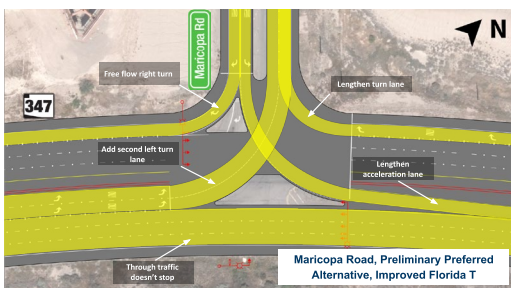 N
Maricopa Rd
Free flow right turn
Lengthen turn lane
347
Add second left turn
lane
Lengthen
acceleration lane
Through traffic
doesn't stop
Maricopa Road, Preliminary Preferred
Alternative, Improved Florida T